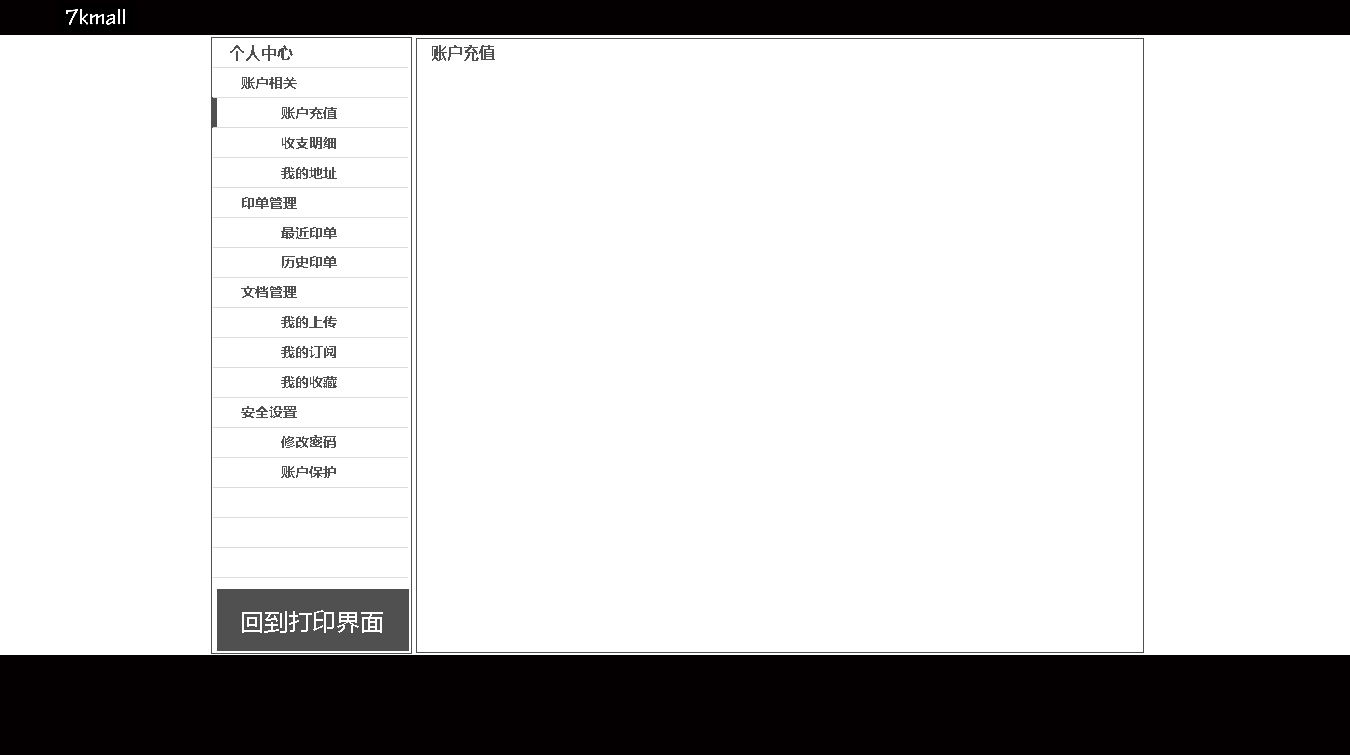 7kmall
个人中心
账户相关
账户充值
收支明细
我的地址
印单管理
最近印单
历史印单
文档管理
我的上传
我的订阅
我的收藏
安全设置
修改密码
账户保护
回到打印界面
账户充值